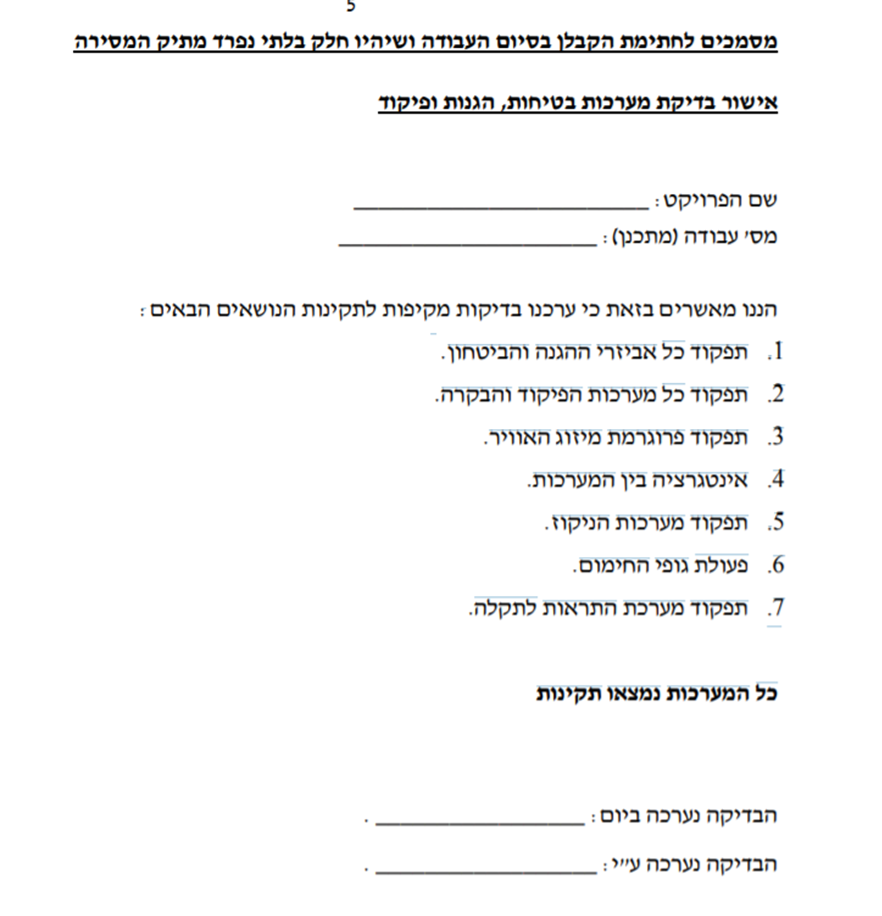 5
מסמכים לחתימת הקבלן בסיום העבודה ושיהיו חלק בלתי נפרד מתיק המסירה
אישור בדיקת מערכות בטיחות, הגנות ופיקוד
שם הפרויקט : ________________________
מס׳ עבודה (מתכנן) : _____________________
הננו מאשרים בזאת כי ערכנו בדיקות מקיפות לתקינות הנושאים הבאים :
1. תפקוד כל אביזרי ההגנה והביטחון.
2. תפקוד כל מערכות הפיקוד והבקרה.
3. תפקוד פרוגרמת מיזוג האוויר.
4. אינטגרציה בין המערכות.
5. תפקוד מערכות הניקוז.
6. פעולת גופי החימום.
7. תפקוד מערכת התראות לתקלה.
כל המערכות נמצאו תקינות
הבדיקה נערכה ביום : _________________ .
הבדיקה נערכה ע״י : __________________ .